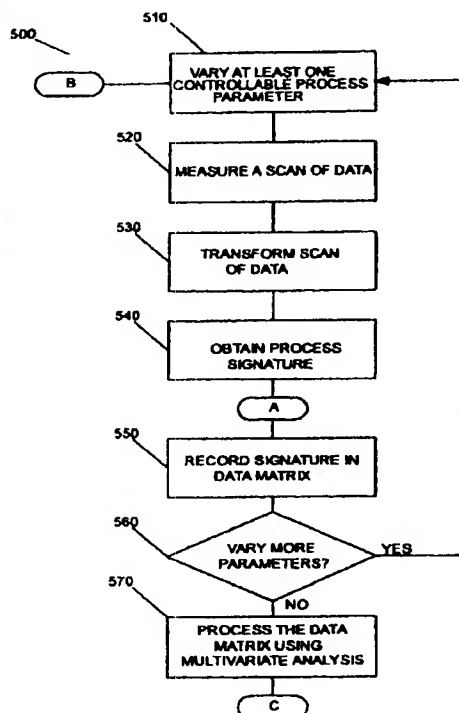 500
510
B
VARY AT LEAST ONE
CONTROLLABLE PROCESS
PARAMETER
520
MEASURE A SCAN OF DATA
530
TRANSFORM SCAN
OF DATA
540
OBTAIN PROCESS
SIGNATURE
A
550
RECORD SIGNATURE IN
DATA MATRIX
560
VARY MORE
PARAMETERS?
YES
NO
570
PROCESS THE DATA
MATRIX USING
MULTIVARIATE ANALYSIS
C